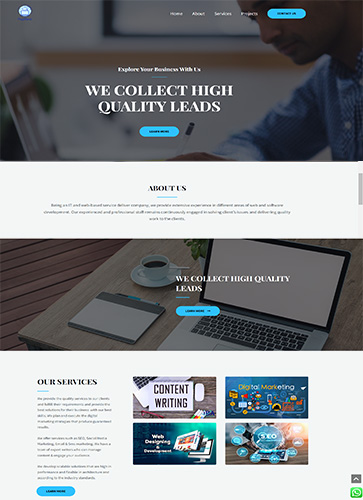 Home About Services Projects CONTACT US
Explore Your Business With Us
WE COLLECT HIGH
QUALITY LEADS
LEARN MORE
ABOUT US
Being an IT and web-based service deliver company, we provide extensive experience in different areas of web and software
development. Our experienced and professional staff remains continuously engaged in solving client's issues and delivering quality
work to the clients.
WE COLLECT HIGH QUALITY
LEADS
LEARN MORE
OUR SERVICES
We provide the quality services to our clients
and fulfill their requirements and provide the
best solutions for their business. with our best
skills, we plan and execute the digital
marketing strategies that produce guaranteed
results.
We offer services such as SEO,
marketing, Email & Data marketing. We have a
team of expert writers who can manage
content to engage your audience.
We develop scalable solutions that are high in
performance and flexible in architecture and
according to the industry standards.
LEARN MORE
CONTENT
WRITING
Digital Marketing
Web Designing
&
Development
SEO